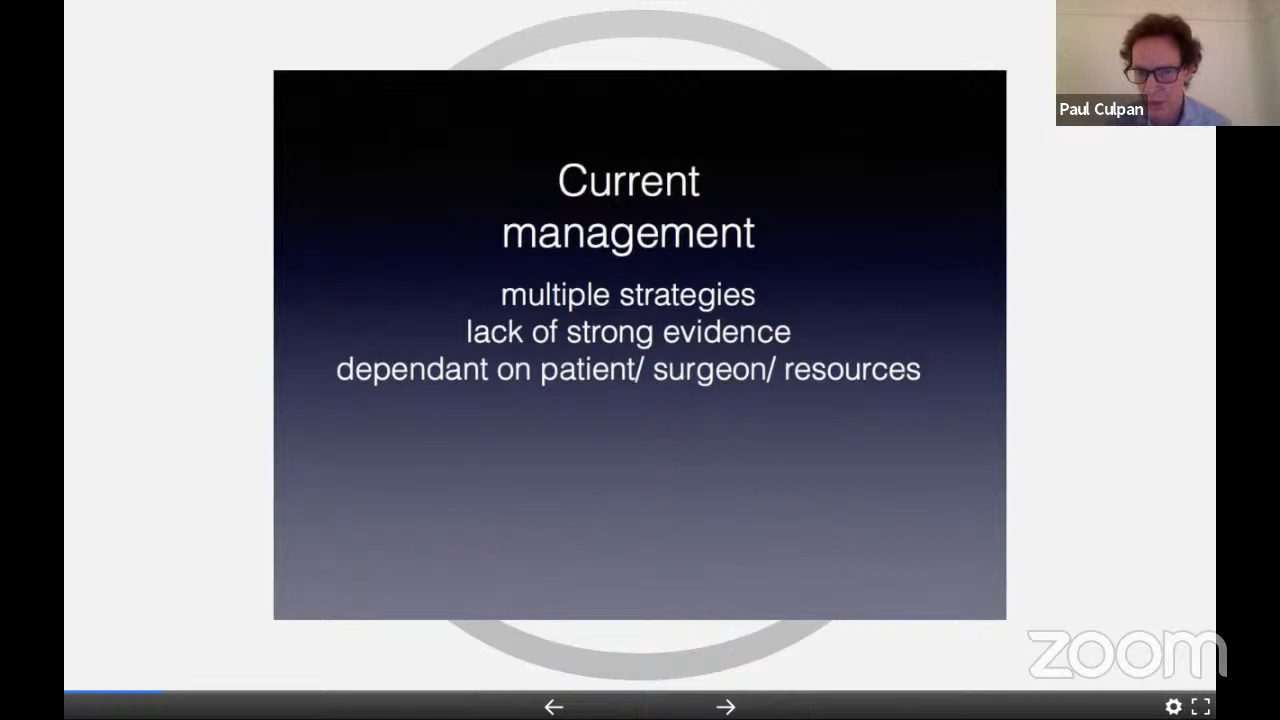 Paul Culpan
Current
management
multiple strategies
lack of strong evidence
dependant on patient/ surgeon/ resources
zoom